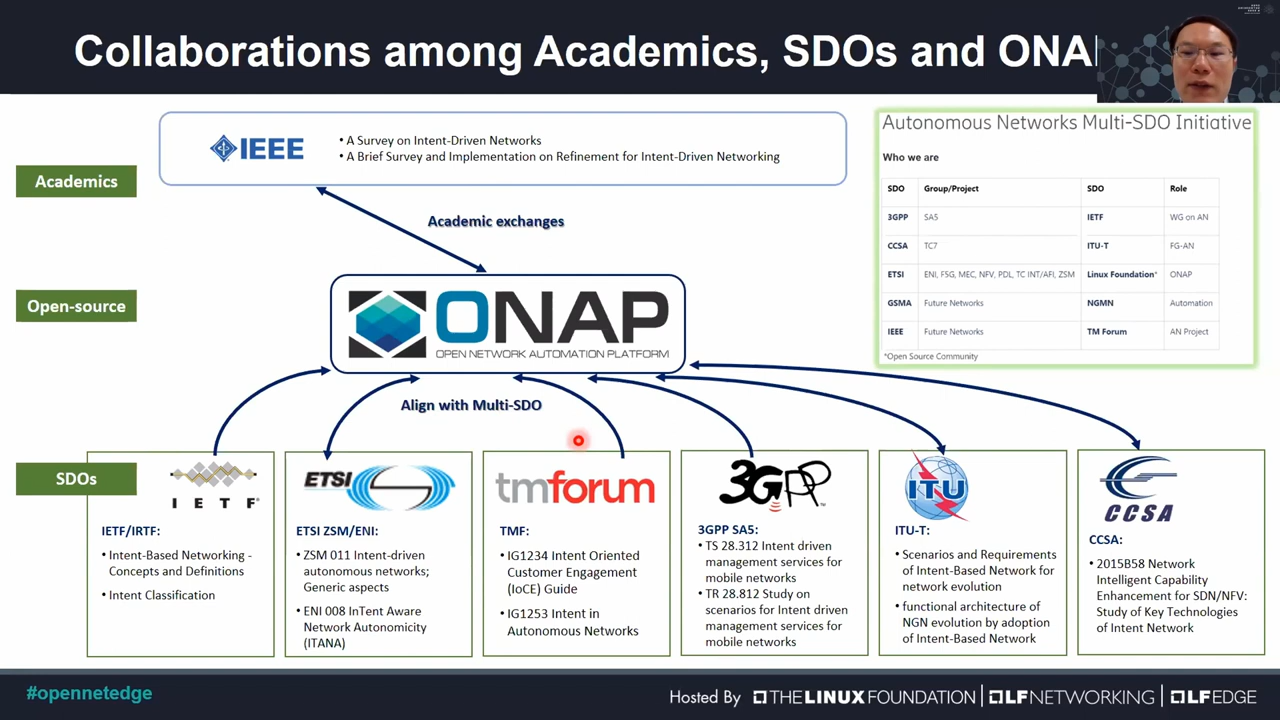 Collaborations among Academics, SDOs and ONA
Academics
IEEE
• A Survey on Intent-Driven Networks
• A Brief Survey and Implementation on Refinement for Intent-Driven Networking
Autonomous Networks Multi-SDO Initiative
Who we are
SDO Group/Project SDO Role
3GPP SA5 IETF WG on AN
CCSA TC7 ITU-T FG-AN
ETSI ENI, F5G, MEC, NFV, PDL, TC INT/AFI, ZSM Linux Foundation* ONAP
GSMA Future Networks NGMN Automation
IEEE Future Networks TM Forum AN Project
*Open Source Community
Academic exchanges
Open-source
ONAP
OPEN NETWORK AUTOMATION PLATFORM
Align with Multi-SDO
SDOs
IETF
IETF/IRTF:
• Intent-Based Networking -
Concepts and Definitions
• Intent Classification
ETSI
ETSI ZSM/ENI:
• ZSM 011 Intent-driven
autonomous networks;
Generic aspects
• ENI 008 InTent Aware
Network Autonomicity
(ITANA)
tmforum
TMF:
• IG1234 Intent Oriented
Customer Engagement
(IoCE) Guide
• IG1253 Intent in
Autonomous Networks
3GPP
3GPP SA5:
• TS 28.312 Intent driven
management services for
mobile networks
• TR 28.812 Study on
scenarios for Intent driven
management services for
mobile networks
ITU
ITU-T:
• Scenarios and Requirements
of Intent-Based Network for
network evolution
• functional architecture of
NGN evolution by adoption
of Intent-Based Network
CCSA
CCSA:
• 2015B58 Network
Intelligent Capability
Enhancement for SDN/NFV:
Study of Key Technologies
of Intent Network
#opennetedge
Hosted By THE LINUX FOUNDATION | LF NETWORKING | LF EDGE